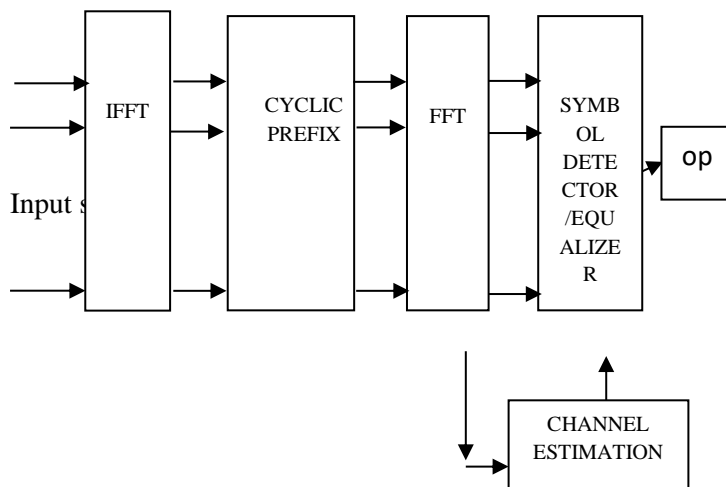 IFFT
CYCLIC
PREFIX
FFT
SYMB
OL
DETE
CTOR
/EQU
ALIZE
R
op
Input
CHANNEL
ESTIMATION